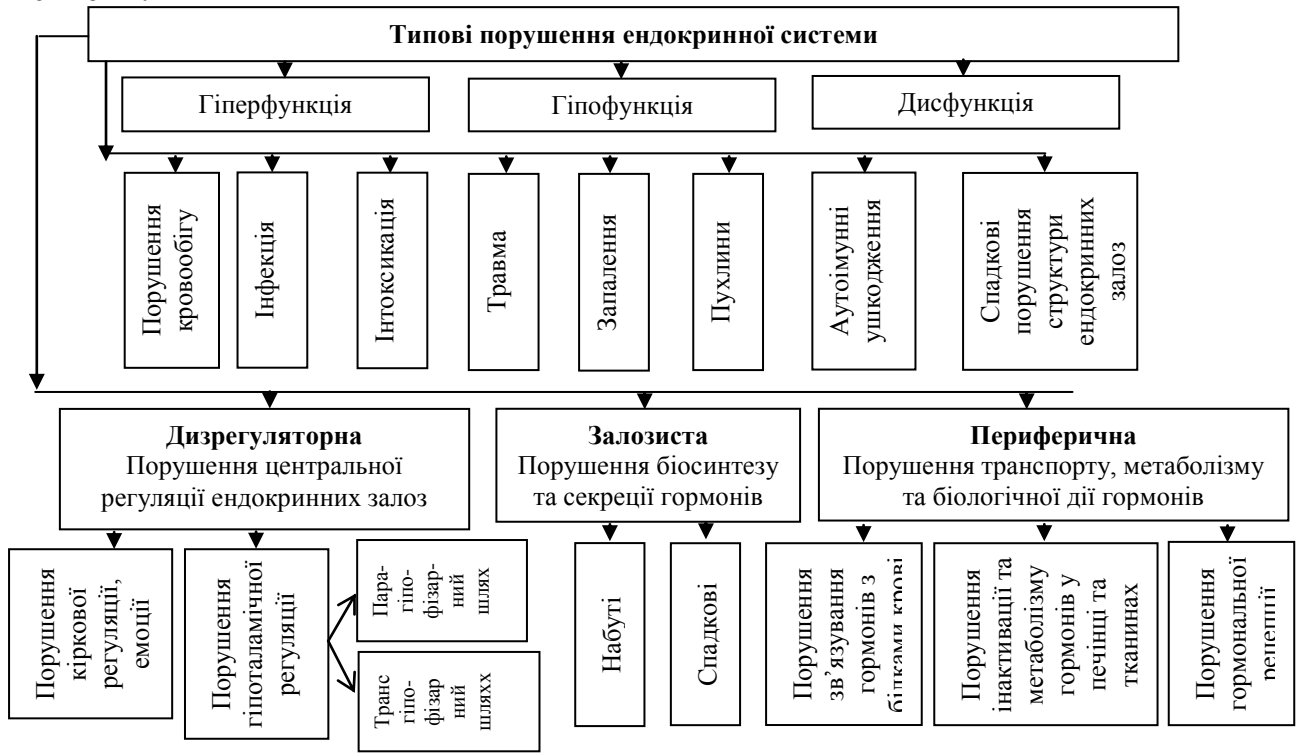 Типові порушення ендокринної системи
Гіперфункція
Гіпофункція
Дисфункція
Порушення
кровообігу
Інфекція
Інтоксикація
Травма
Запалення
Пухлини
Аутоімунні
ушкодження
Спадкові
порушення
структури
ендокринних
залоз
Дизрегуляторна
Порушення центральної
регуляції ендокринних залоз
Залозиста
Порушення біосинтезу
та секреції гормонів
Периферична
Порушення транспорту, метаболізму
та біологічної дії гормонів
Порушення
кіркової
регуляції,
емоції
Порушення
гіпоталамічної
регуляції
Пара-
гіпо-
фізар-
ний
шлях
Транс
гіпо-
фізар
ний
шляхх
Набуті
Спадкові
Порушення
зв’язування
гормонів з
білками крові
Порушення
інактивації та
метаболізму
гормонів у
печінці та
тканинах
Порушення
гормональної
рецепції